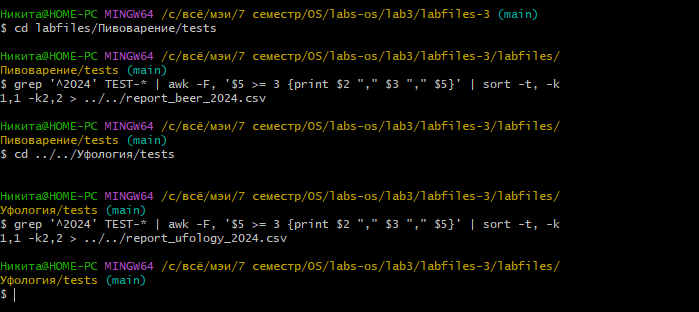 Никита@HOME-PC MINGW64 /c/всё/мэи/7 семестр/OS/labs-os/lab3/labfiles-3 (main)
$ cd labfiles/Пивоварение/tests
Никита@HOME-PC MINGW64 /c/всё/мэи/7 семестр/OS/labs-os/lab3/labfiles-3/labfiles/
Пивоварение/tests (main)
$ grep '^2024' TEST-* | awk -F, '$5 >= 3 {print $2 "," $3 "," $5}' | sort -t, -k
1,1 -k2,2 > ../../report_beer_2024.csv
Никита@HOME-PC MINGW64 /c/всё/мэи/7 семестр/OS/labs-os/lab3/labfiles-3/labfiles/
Пивоварение/tests (main)
$ cd ../../Уфология/tests
Никита@HOME-PC MINGW64 /c/всё/мэи/7 семестр/OS/labs-os/lab3/labfiles-3/labfiles/
Уфология/tests (main)
$ grep '^2024' TEST-* | awk -F, '$5 >= 3 {print $2 "," $3 "," $5}' | sort -t, -k
1,1 -k2,2 > ../../report_ufology_2024.csv
Никита@HOME-PC MINGW64 /c/всё/мэи/7 семестр/OS/labs-os/lab3/labfiles-3/labfiles/
Уфология/tests (main)
$